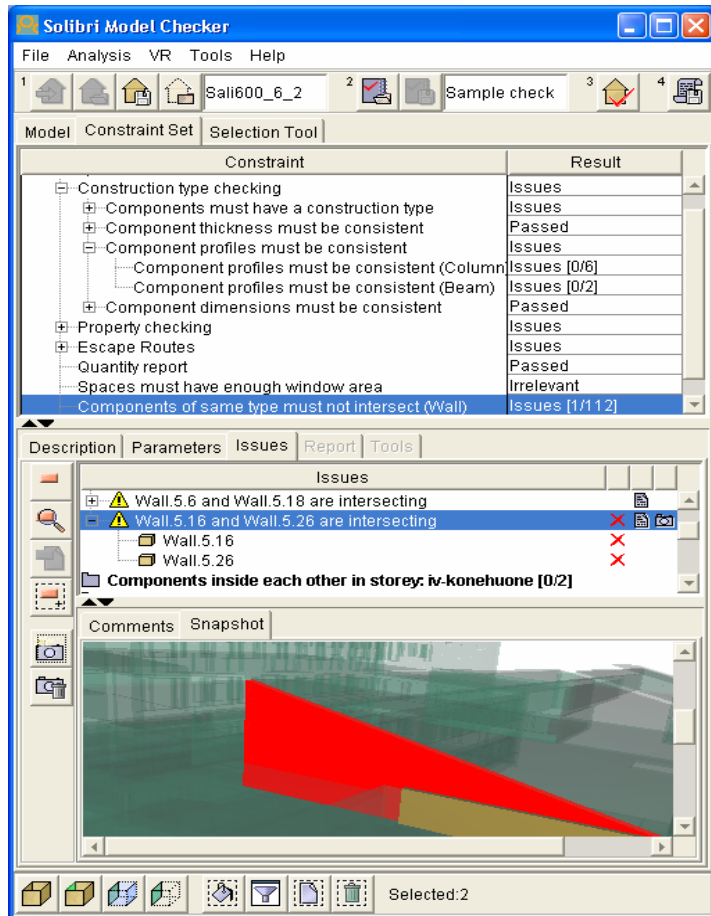 Solibri Model Checker
File Analysis VR Tools Help
1 Sali600_6_2 2 Sample check 3 4
Model Constraint Set Selection Tool
Constraint Result
Construction type checking Issues
Components must have a construction type Issues
Component thickness must be consistent Passed
Component profiles must be consistent Issues
Component profiles must be consistent (Column Issues [0/6]
Component profiles must be consistent (Beam) Issues [0/2]
Component dimensions must be consistent Passed
Property checking Issues
Escape Routes Issues
Quantity report Passed
Spaces must have enough window area Irrelevant
Components of same type must not intersect (Wall) Issues [1/112]
Description Parameters Issues Report Tools
Issues
Wall.5.6 and Wall.5.18 are intersecting
Wall.5.16 and Wall.5.26 are intersecting
Wall.5.16
Wall.5.26
Components inside each other in storey: iv-konehuone [0/2]
Comments Snapshot
Selected:2